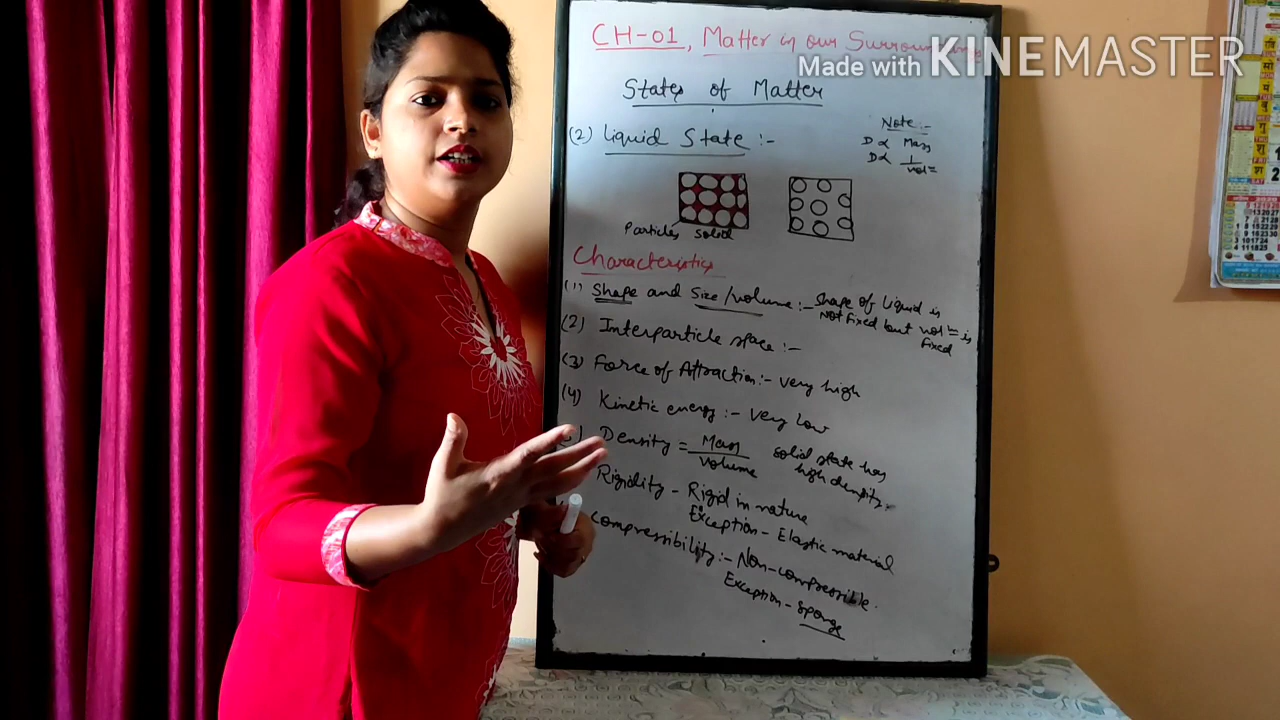 CH-01, Matter in our Surround
Made with KINEMASTER
States of Matter
Note :-
D ∝ Mass
D ∝ 1/vol=
(2) Liquid State :-
Particles solid
Characteristics
(1) Shape and Size/volume :- Shape of Liquid is
Not fixed but vol= is
fixed
(2) Interparticle space :-
(3) Force of Attraction :- very high
(4) Kinetic energy :- very low
Density = Mass/Volume solid state has
high density
Rigidity - Rigid in nature
Exception - Elastic material
Compressibility :- Non-compressible.
Exception - sponge